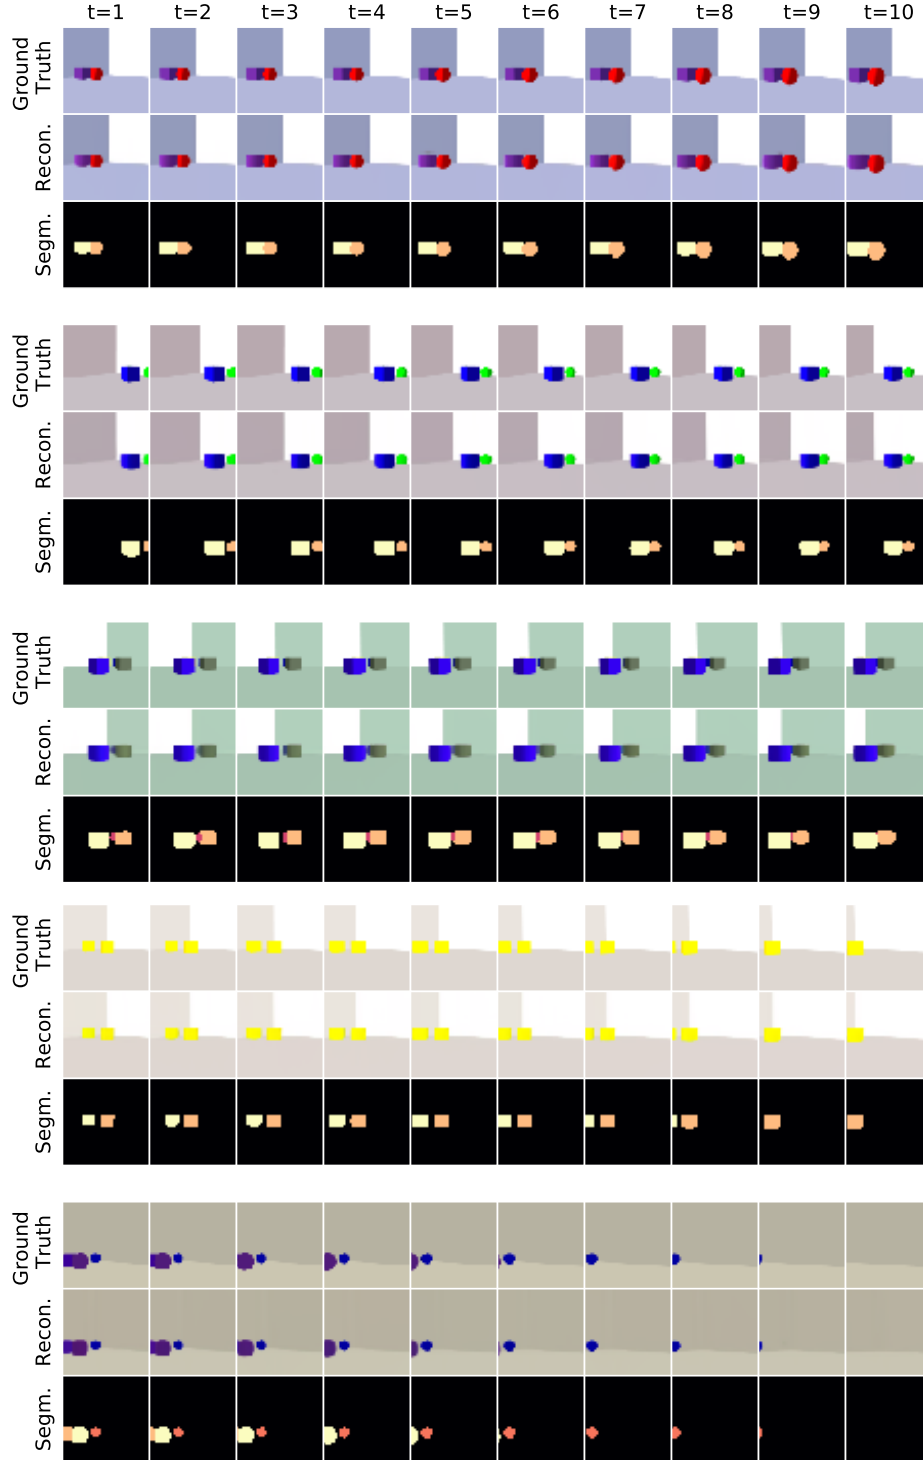 t=1 t=2 t=3 t=4 t=5 t=6 t=7 t=8 t=9 t=10
Ground
Truth
Recon.
Segm.
Ground
Truth
Recon.
Segm.
Ground
Truth
Recon.
Segm.
Ground
Truth
Recon.
Segm.
Ground
Truth
Recon.
Segm.